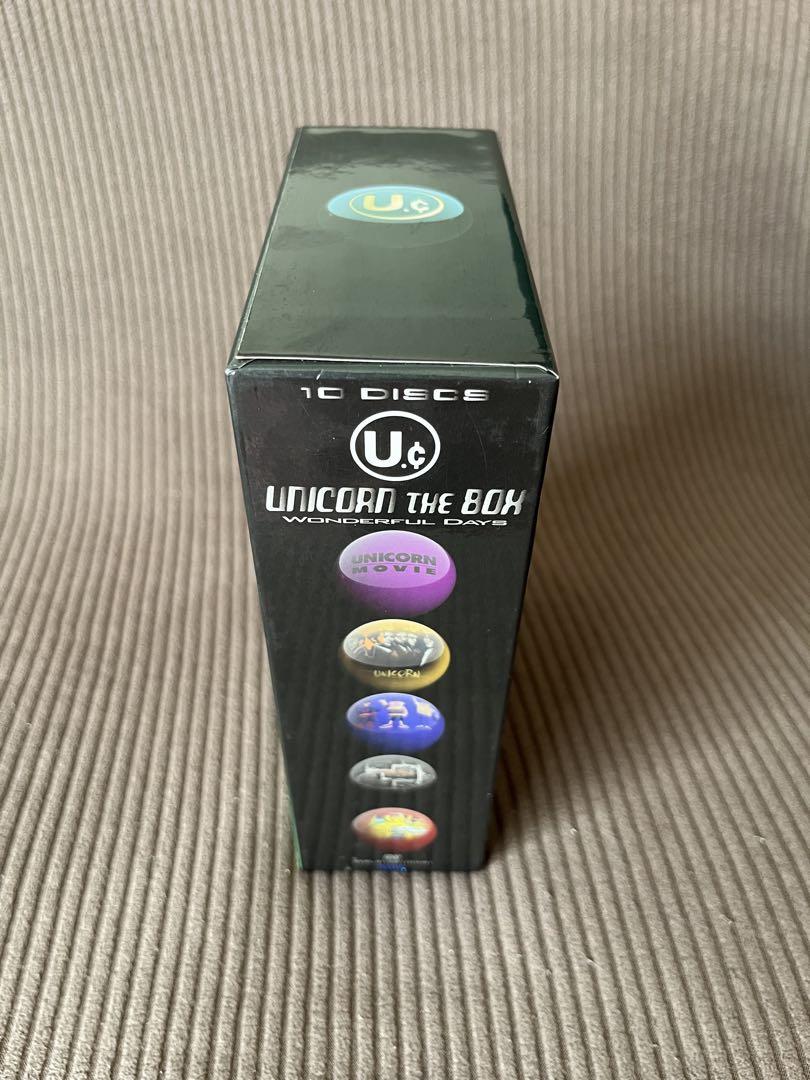 U.¢
10 DISCS
U.¢
UNICORN THE BOX
WONDERFUL DAYS
UNICORN
MOVIE
UNICORN